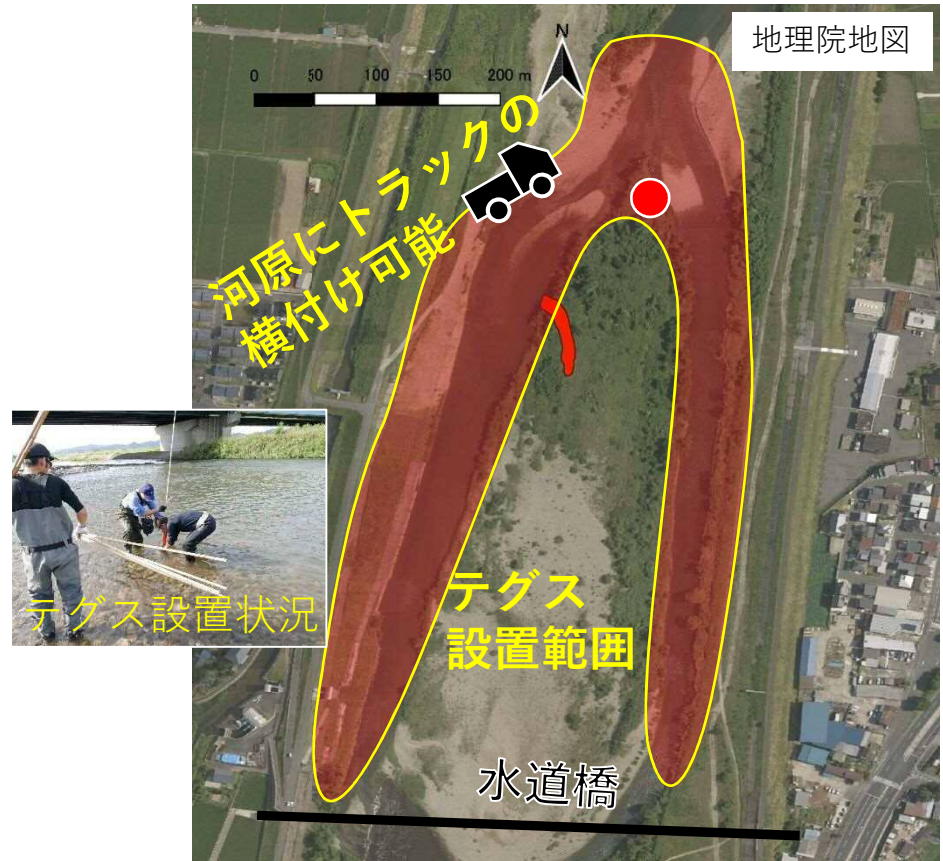 地理院地図
N
0 50 100 150 200 m
河原にトラックの
横付け可能
テグス設置状況
テグス
設置範囲
水道橋